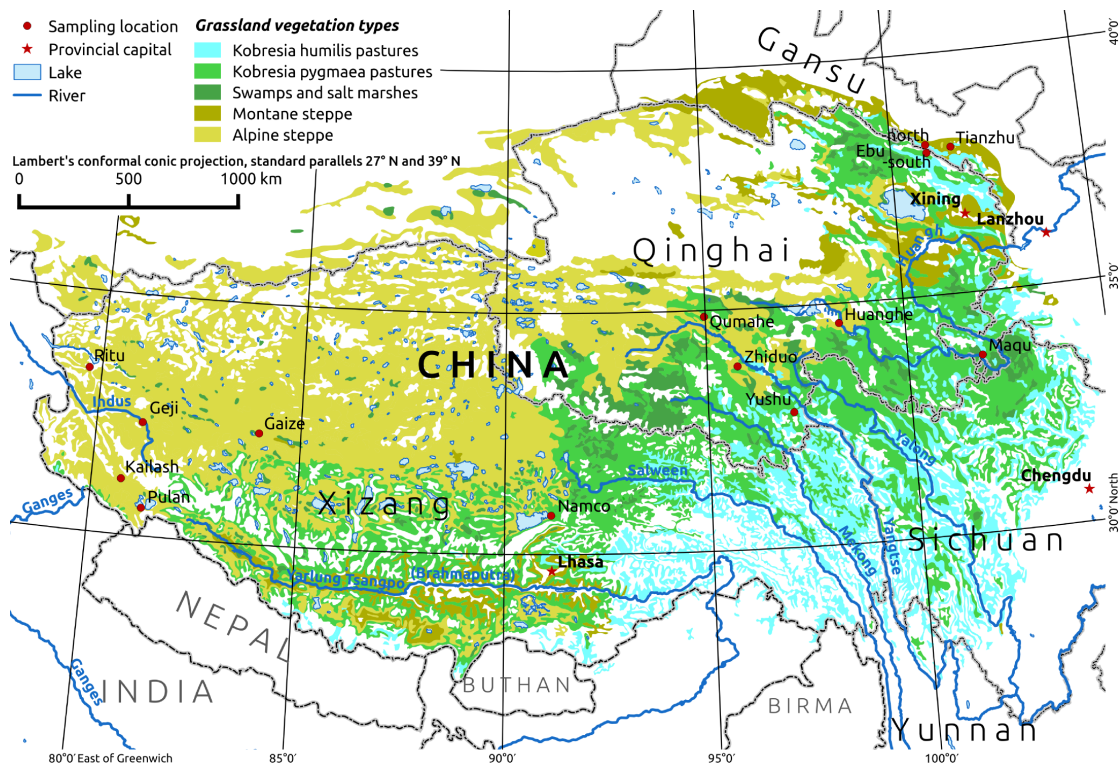 Sampling location
Provincial capital
Lake
River
Grassland vegetation types
Kobresia humilis pastures
Kobresia pygmaea pastures
Swamps and salt marshes
Montane steppe
Alpine steppe
Lambert's conformal conic projection, standard parallels 27° N and 39° N
0 500 1000 km
Gansu
40°0'
-north
Tianzhu
Ebu
-south
Xining
Lanzhou
Huangh
Qinghai
35°0'
Qumahe
Huanghe
Maqu
Zhiduo
CHINA
Ritu
Yushu
Indus
Geji
Gaize
Yalong
Kailash
Salween
Chengdu
Ganges
Pulan
Xizang
Namco
30°0' North
Mekong
Yangtse
Sichuan
Lhasa
Yarlung Tsangpo (Brahmaputra)
NEPAL
Ganges
INDIA
BUTHAN
BIRMA
Yunnan
80°0' East of Greenwich
85°0'
90°0'
95°0'
100°0'